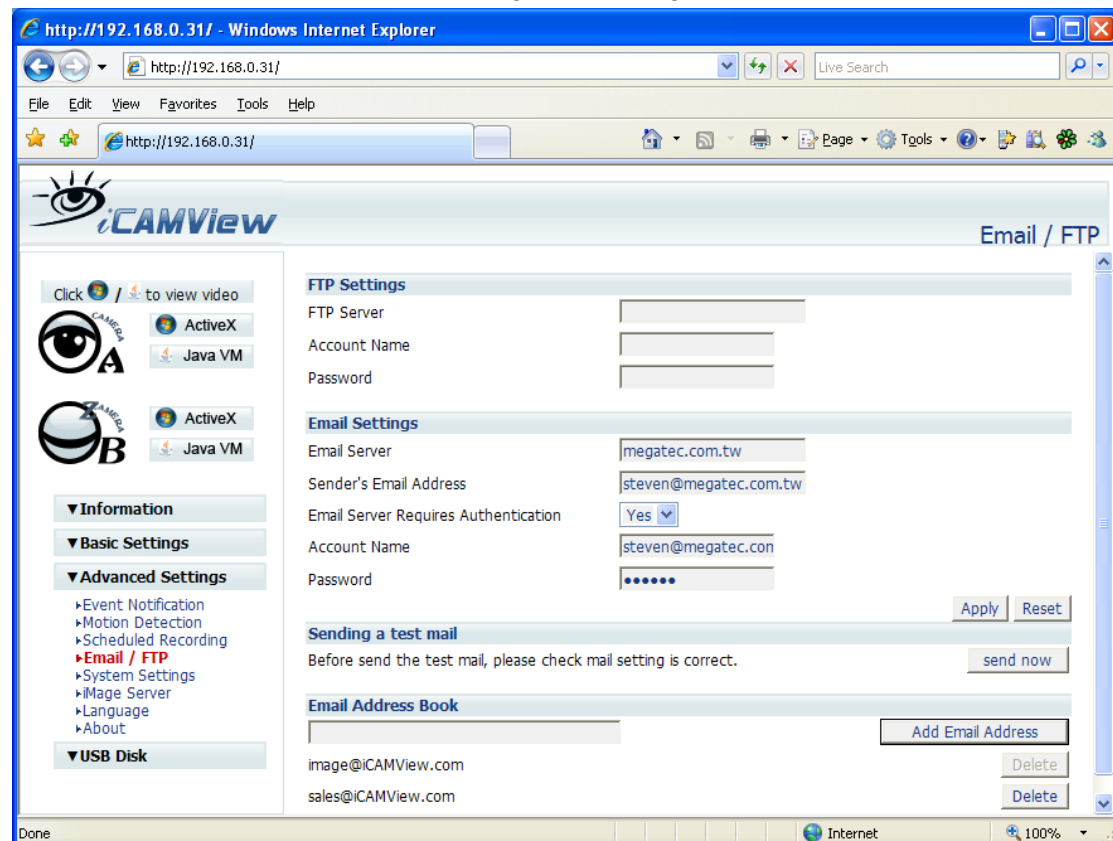 http://192.168.0.31/ - Windows Internet Explorer
http://192.168.0.31/
Live Search
File Edit View Favorites Tools Help
http://192.168.0.31/
Page Tools
iCAMView
Email / FTP
Click / to view video
CAMERA
A
ActiveX
Java VM
ZAMERA
B
ActiveX
Java VM
▼Information
▼Basic Settings
▼Advanced Settings
Event Notification
Motion Detection
Scheduled Recording
Email / FTP
System Settings
iMage Server
Language
About
▼USB Disk
FTP Settings
FTP Server
Account Name
Password
Email Settings
Email Server megatec.com.tw
Sender's Email Address steven@megatec.com.tw
Email Server Requires Authentication Yes
Account Name steven@megatec.con
Password ••••••
Apply Reset
Sending a test mail
Before send the test mail, please check mail setting is correct. send now
Email Address Book
Add Email Address
image@iCAMView.com Delete
sales@iCAMView.com Delete
Done Internet 100%